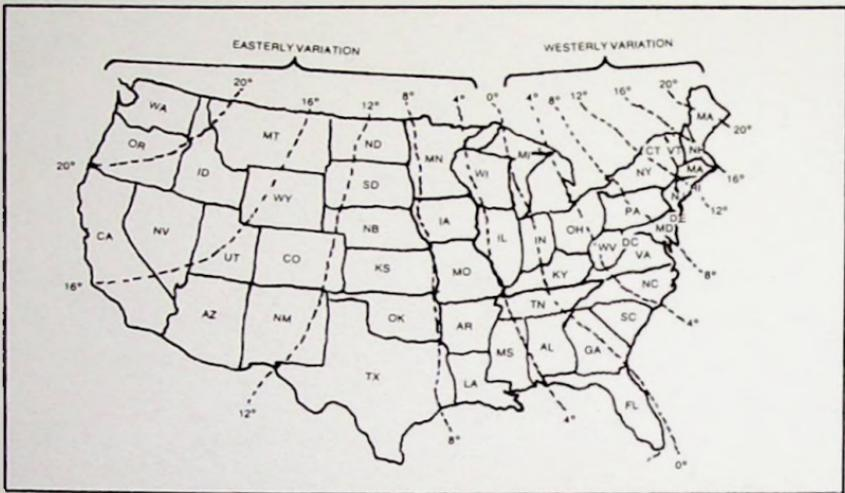 EASTERLY VARIATION
WESTERLY VARIATION
20° 16° 12° 8° 4° 0° 4° 8° 12° 16° 20°
WA MT ND MN MI MA
20°
OR CT VT NH
20° ID SD WI NY MA
16°
WY RI
12°
CA NV NB IA PA
DE
UT CO IL IN OH MD
WV DC
VA
8°
16° KS MO KY
NC
TN
4°
AZ NM OK AR SC
MS AL GA
TX LA
FL
12° 8° 4° 0°